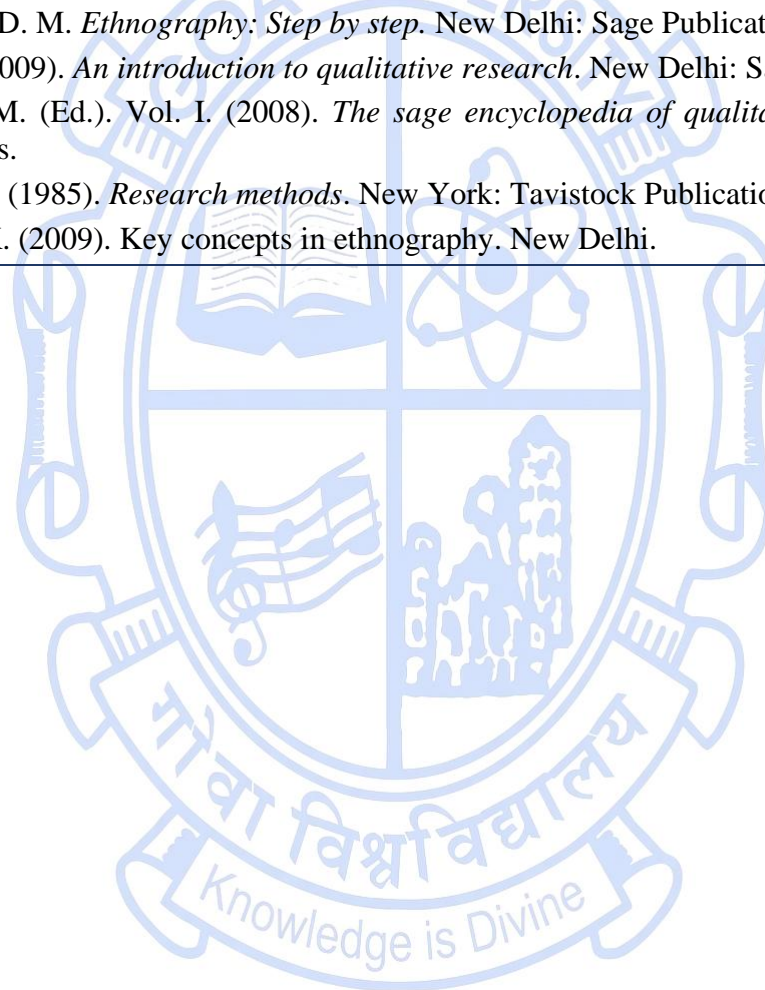 D. M. Ethnography: Step by step. New Delhi: Sage Publicat
009). An introduction to qualitative research. New Delhi: S
M. (Ed.). Vol. I. (2008). The sage encyclopedia of qualita
s.
(1985). Research methods. New York: Tavistock Publicatio
. (2009). Key concepts in ethnography. New Delhi.
गोवा विश्वविद्यालय
Knowledge is Divine